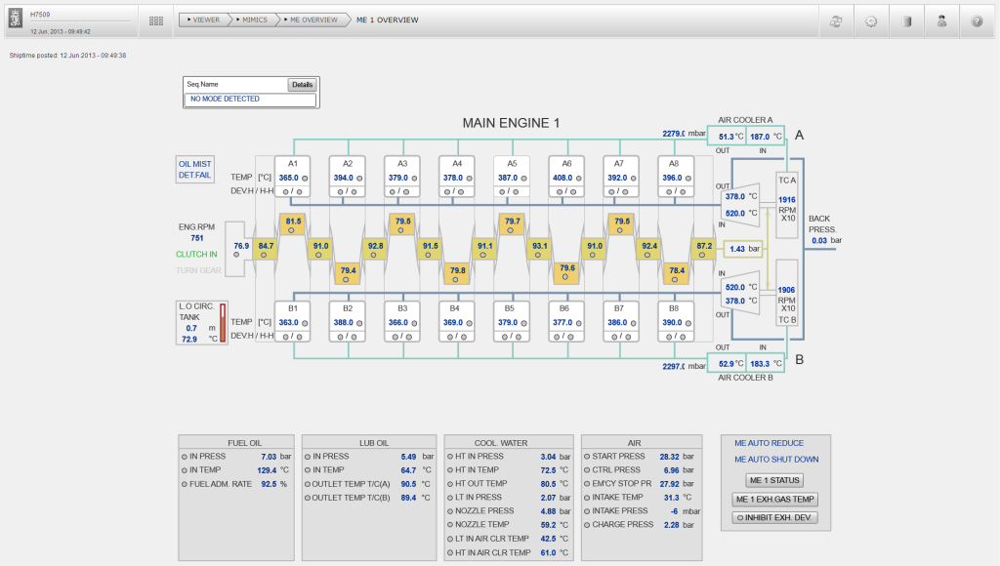 H7509
12 Jun. 2013 - 09:49:42
VIEWER MIMICS ME OVERVIEW ME 1 OVERVIEW
Shiptime posted: 12 Jun 2013 - 09:49:38
Seq.Name Details
NO MODE DETECTED
MAIN ENGINE 1
2279.0 mbar
AIR COOLER A
51.3 °C 187.0 °C A
OUT IN
OIL MIST
DET.FAIL
A1 A2 A3 A4 A5 A6 A7 A8
TEMP [°C] 365.0 394.0 379.0 378.0 387.0 408.0 392.0 396.0
DEV.H / H-H / / / / / / / /
OUT
378.0 °C
520.0 °C
IN
TC A
1916
RPM
X10
BACK
PRESS.
0.03 bar
ENG.RPM
751
CLUTCH IN
TURN GEAR
81.5 79.5 79.7 79.5
76.9 84.7 91.0 92.8 91.5 91.1 93.1 91.0 92.4 87.2
79.4 79.8 79.6 78.4
1.43 bar
IN
520.0 °C
378.0 °C
OUT
1906
RPM
X10
TC B
L.O CIRC.
TANK
0.7 m
72.9 °C
B1 B2 B3 B4 B5 B6 B7 B8
TEMP [°C] 363.0 388.0 366.0 369.0 379.0 377.0 386.0 390.0
DEV.H / H-H / / / / / / / /
OUT IN
2297.0 mbar
52.9 °C 183.3 °C B
AIR COOLER B
FUEL OIL
IN PRESS 7.03 bar
IN TEMP 129.4 °C
FUEL ADM. RATE 92.5 %
LUB OIL
IN PRESS 5.49 bar
IN TEMP 64.7 °C
OUTLET TEMP T/C(A) 90.5 °C
OUTLET TEMP T/C(B) 89.4 °C
COOL. WATER
HT IN PRESS 3.04 bar
HT IN TEMP 72.5 °C
HT OUT TEMP 80.5 °C
LT IN PRESS 2.07 bar
NOZZLE PRESS 4.88 bar
NOZZLE TEMP 59.2 °C
LT IN AIR CLR TEMP 42.5 °C
HT IN AIR CLR TEMP 61.0 °C
AIR
START PRESS 28.32 bar
CTRL PRESS 6.96 bar
EM'CY STOP PR 27.92 bar
INTAKE TEMP 31.3 °C
INTAKE PRESS -6 mbar
CHARGE PRESS 2.28 bar
ME AUTO REDUCE
ME AUTO SHUT DOWN
ME 1 STATUS
ME 1 EXH.GAS TEMP
INHIBIT EXH. DEV.